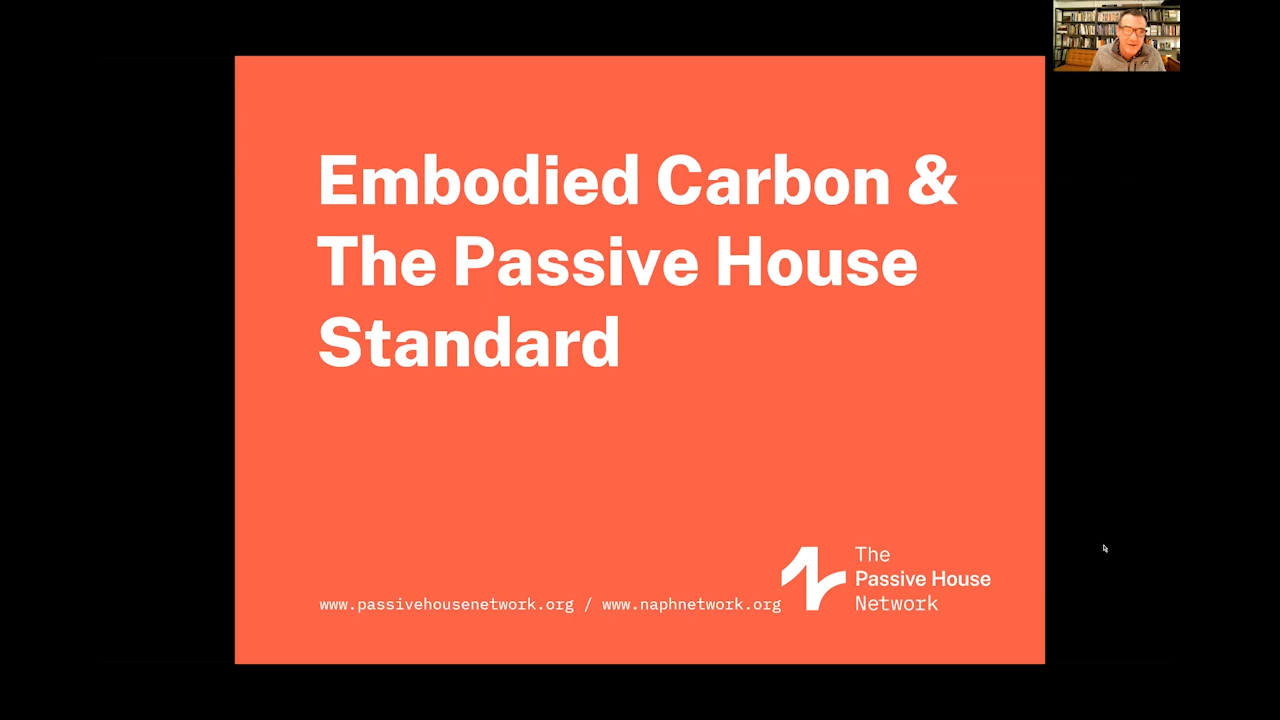 Embodied Carbon &
The Passive House
Standard
www.passivehousenetwork.org / www.naphnetwork.org
The
Passive House
Network